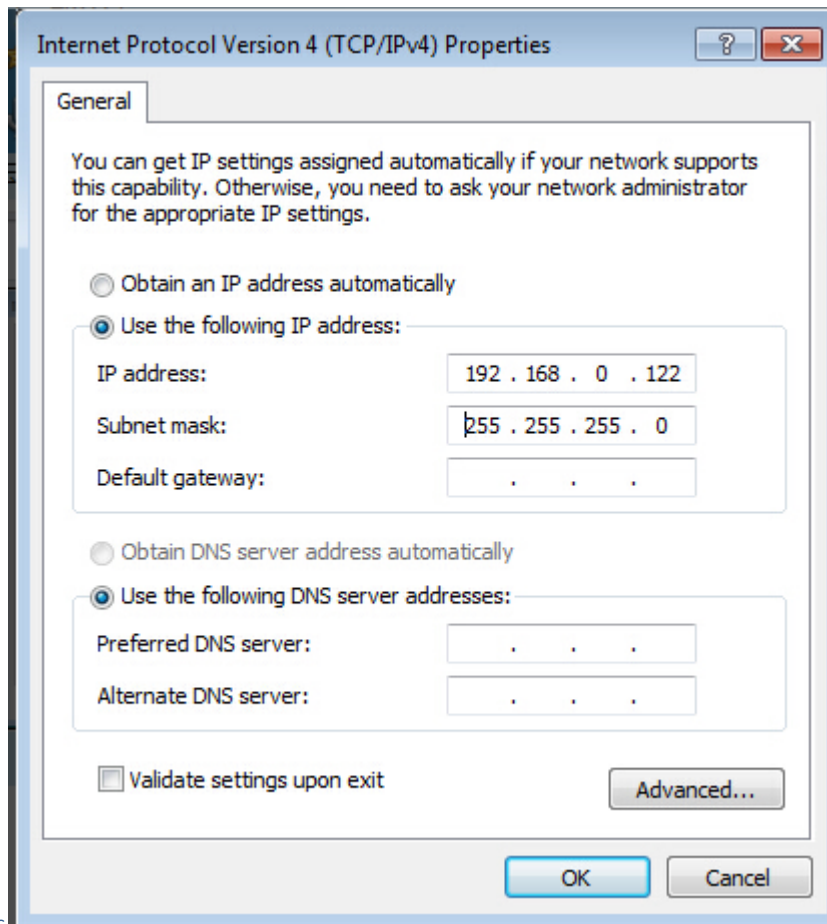 Internet Protocol Version 4 (TCP/IPv4) Properties
General
You can get IP settings assigned automatically if your network supports
this capability. Otherwise, you need to ask your network administrator
for the appropriate IP settings.
Obtain an IP address automatically
Use the following IP address:
IP address: 192 . 168 . 0 . 122
Subnet mask: 255 . 255 . 255 . 0
Default gateway: . . .
Obtain DNS server address automatically
Use the following DNS server addresses:
Preferred DNS server: . . .
Alternate DNS server: . . .
Validate settings upon exit
Advanced...
OK Cancel